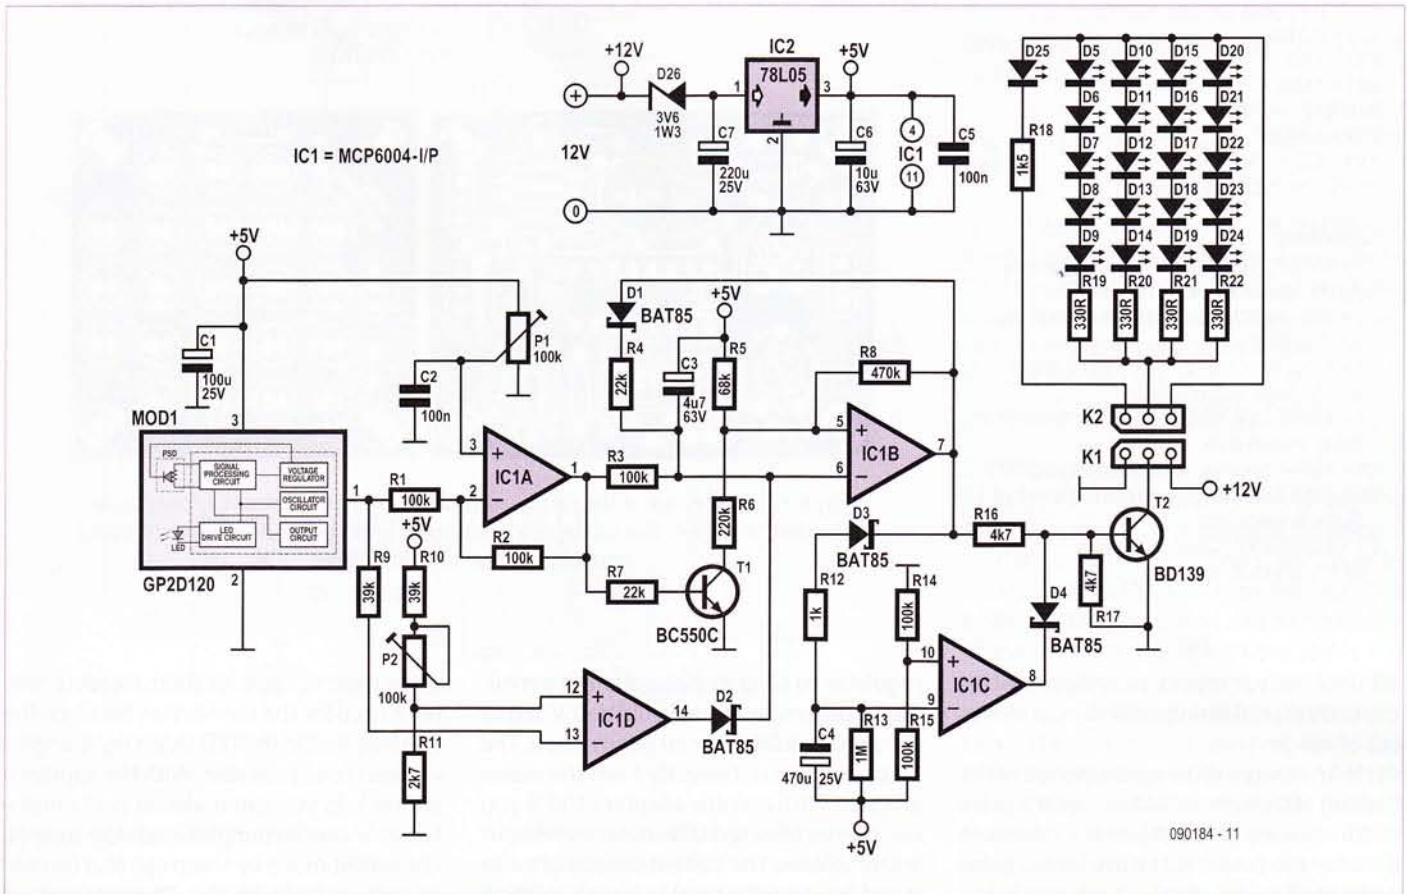 +12V
D26
3V6
1W3
IC2
78L05
1
3
2
+5V
+
12V
0
C7
220u
25V
C6
10u
63V
4
IC1
11
C5
100n
IC1 = MCP6004-I/P
D25
D5
D10
D15
D20
D6
D11
D16
D21
D7
D12
D17
D22
D8
D13
D18
D23
D9
D14
D19
D24
R18
1k5
R19
R20
R21
R22
330R
330R
330R
330R
K2
K1
+12V
+5V
C1
100u
25V
C2
100n
P1
100k
D1
BAT85
R4
22k
C3
4u7
63V
+5V
R5
68k
R8
470k
MOD1
3
PSD
SIGNAL
PROCESSING
CIRCUIT
VOLTAGE
REGULATOR
OSCILLATOR
CIRCUIT
LED
DRIVE CIRCUIT
OUTPUT
CIRCUIT
LED
1
2
GP2D120
R1
100k
3
+
2
−
IC1A
1
R2
100k
R3
100k
5
+
6
−
IC1B
7
R6
220k
R7
22k
T1
BC550C
+5V
R9
39k
R10
39k
P2
100k
R11
2k7
12
+
13
−
IC1D
14
D2
BAT85
D3
BAT85
R12
1k
C4
470u
25V
R13
1M
R14
100k
R15
100k
+5V
10
+
9
−
IC1C
8
R16
4k7
D4
BAT85
4k7
R17
T2
BD139
090184 - 11